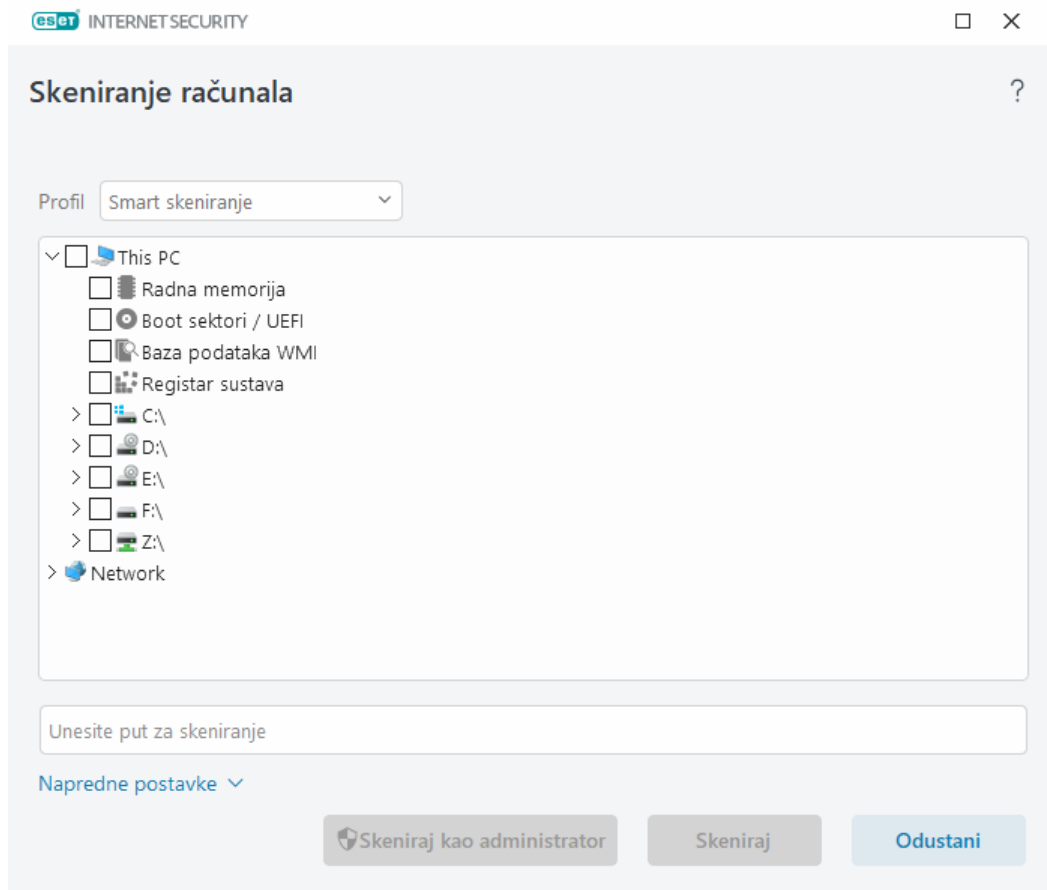 eseT INTERNET SECURITY
Skeniranje računala
?
Profil Smart skeniranje
This PC
Radna memorija
Boot sektori / UEFI
Baza podataka WMI
Registar sustava
C:\
D:\
E:\
F:\
Z:\
Network
Unesite put za skeniranje
Napredne postavke
Skeniraj kao administrator Skeniraj Odustani